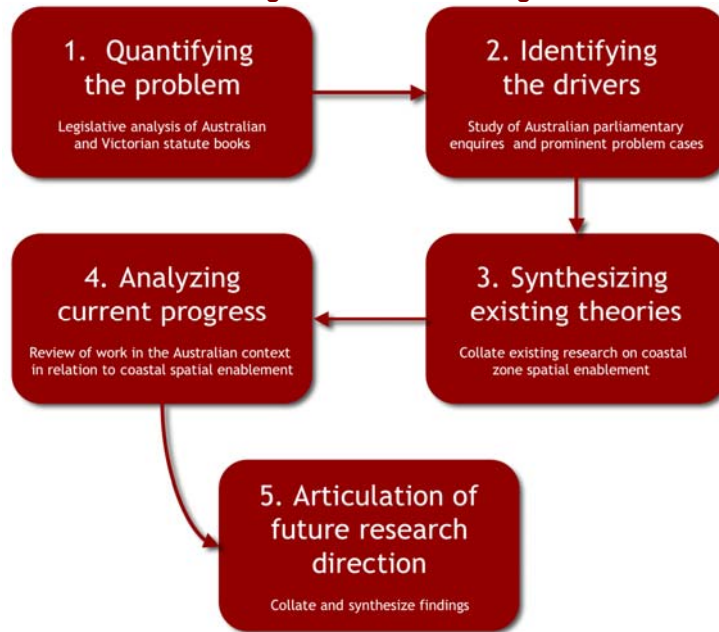 1. Quantifying
the problem
Legislative analysis of Australian
and Victorian statute books
2. Identifying
the drivers
Study of Australian parliamentary
enquires and prominent problem cases
3. Synthesizing
existing theories
Collate existing research on coastal
zone spatial enablement
4. Analyzing
current progress
Review of work in the Australian context
in relation to coastal spatial enablement
5. Articulation of
future research
direction
Collate and synthesize findings